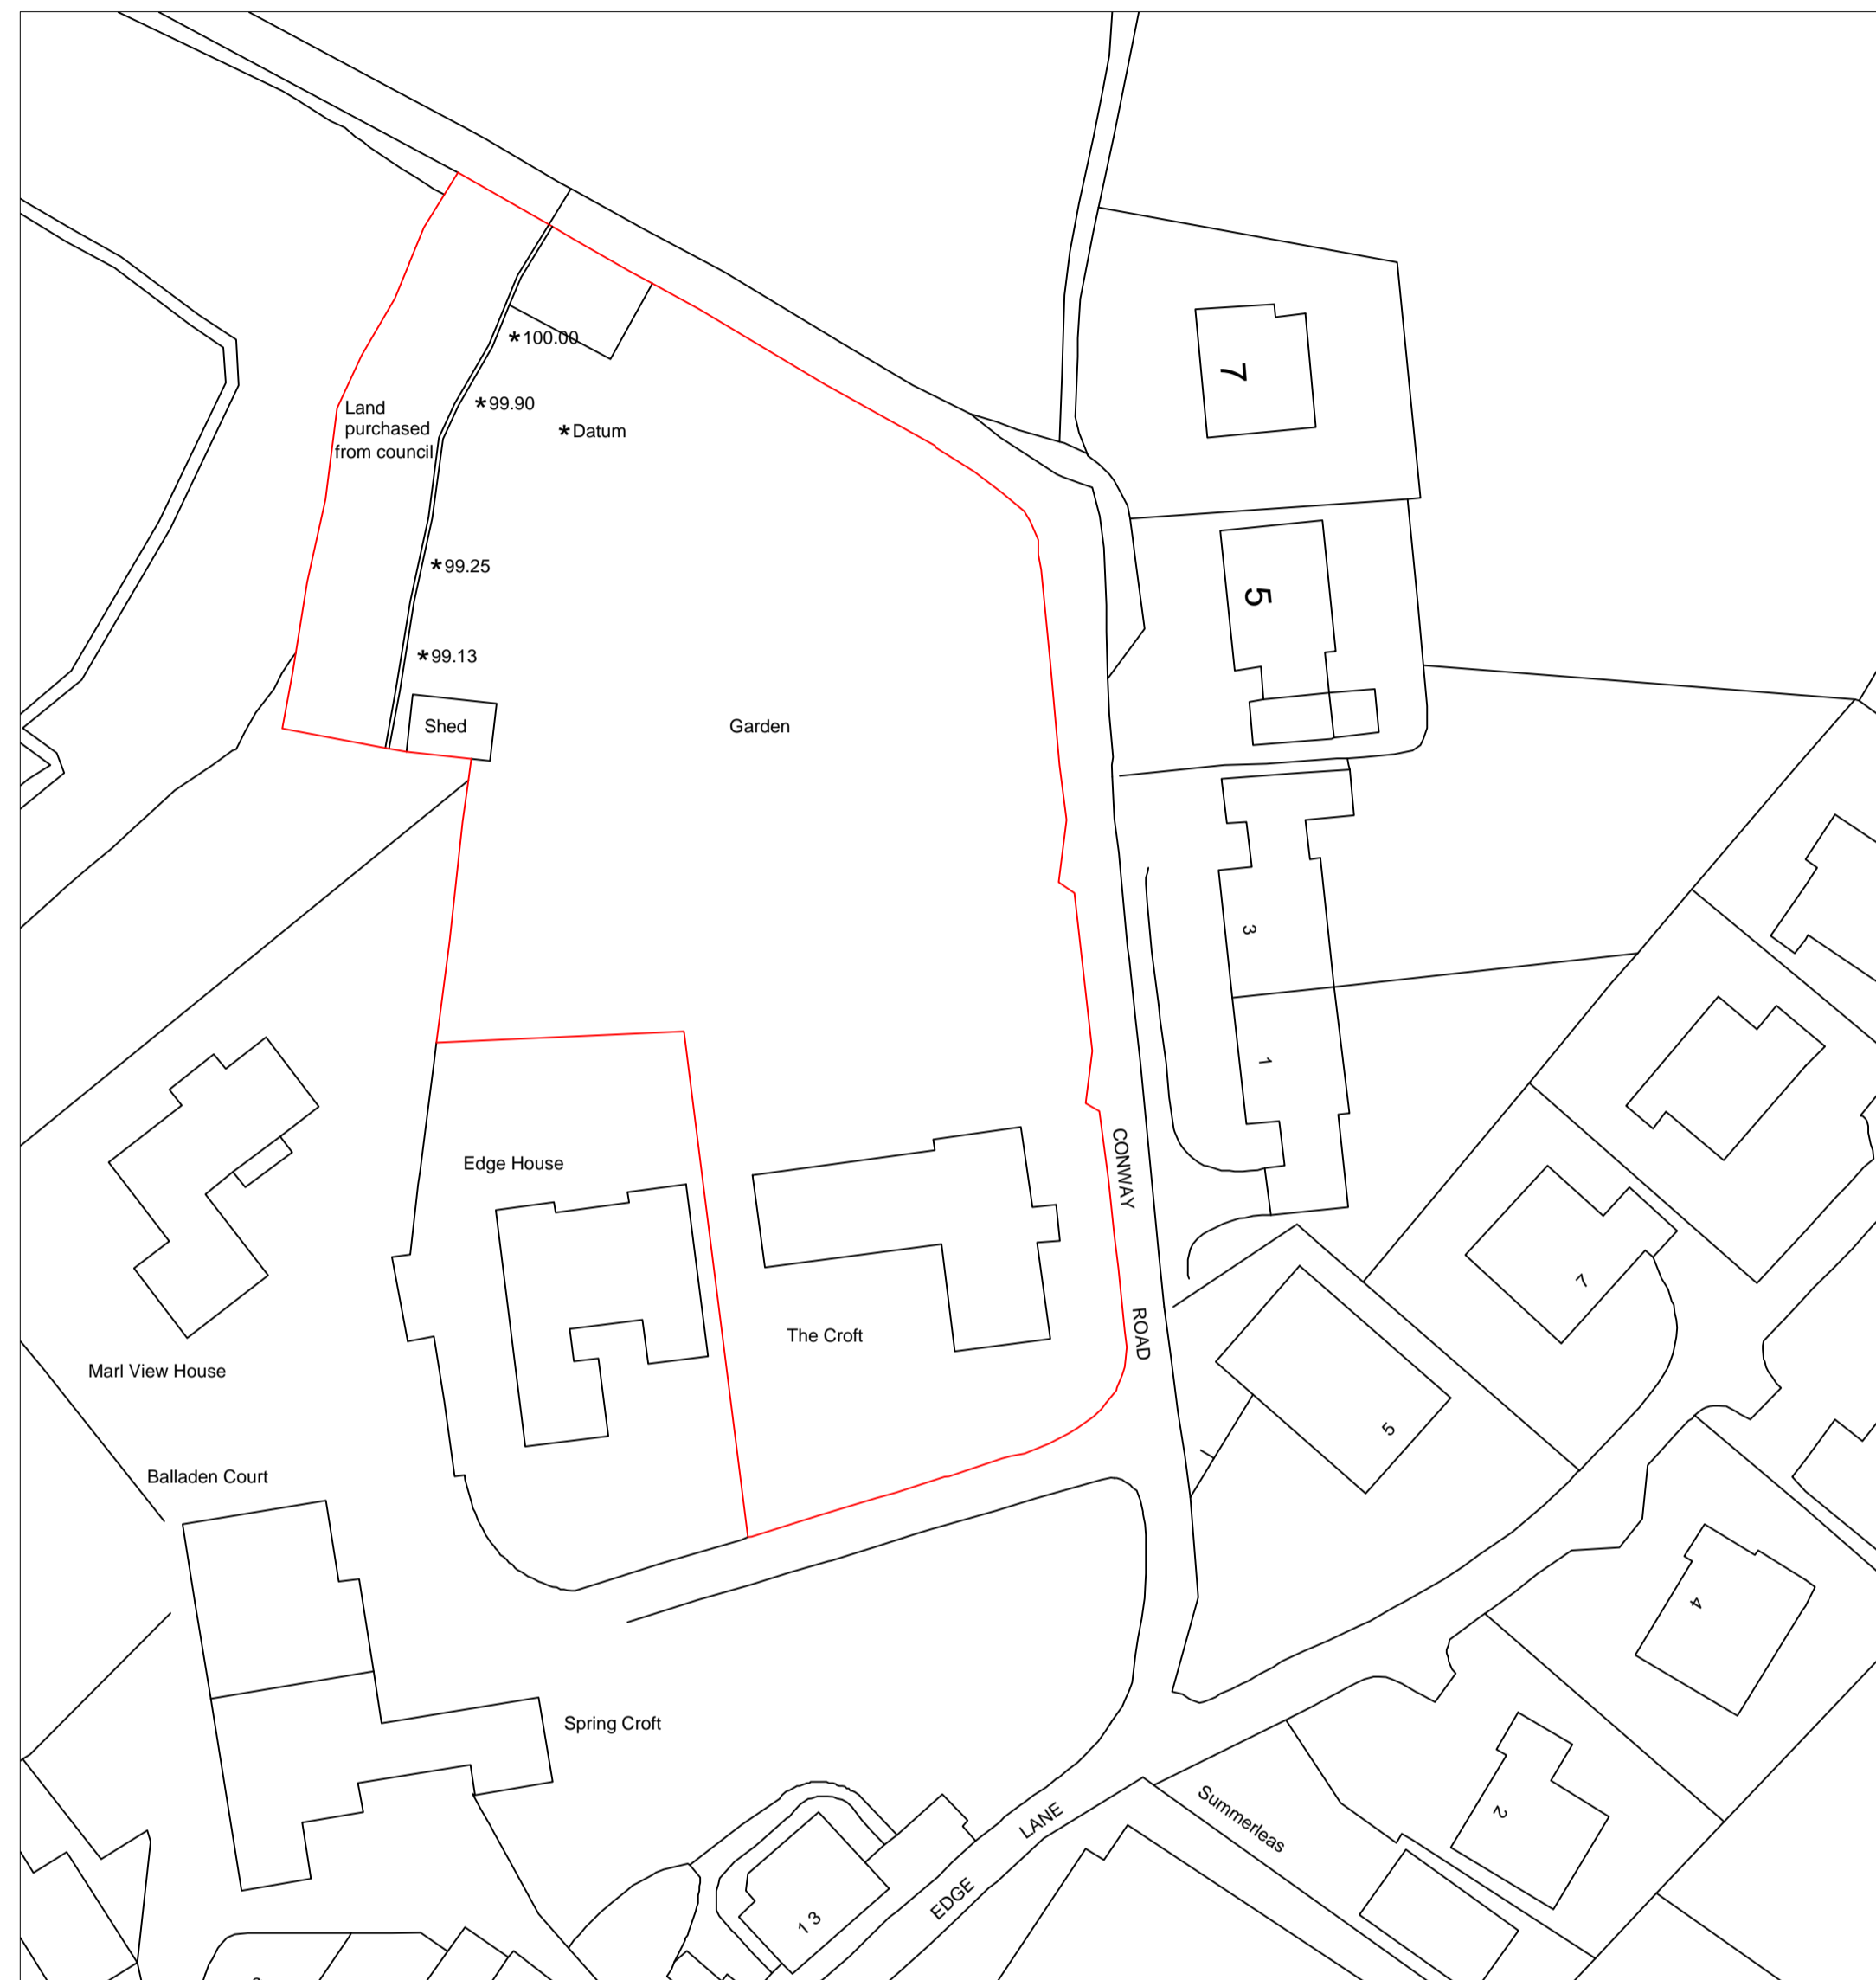 *100.00
7
*99.90
Land
purchased
from council
*Datum
*99.25
5
*99.13
Shed
Garden
3
1
Edge House
CONWAY
ROAD
The Croft
7
Marl View House
5
Balladen Court
4
Spring Croft
2
Summerleas
LANE
EDGE
13